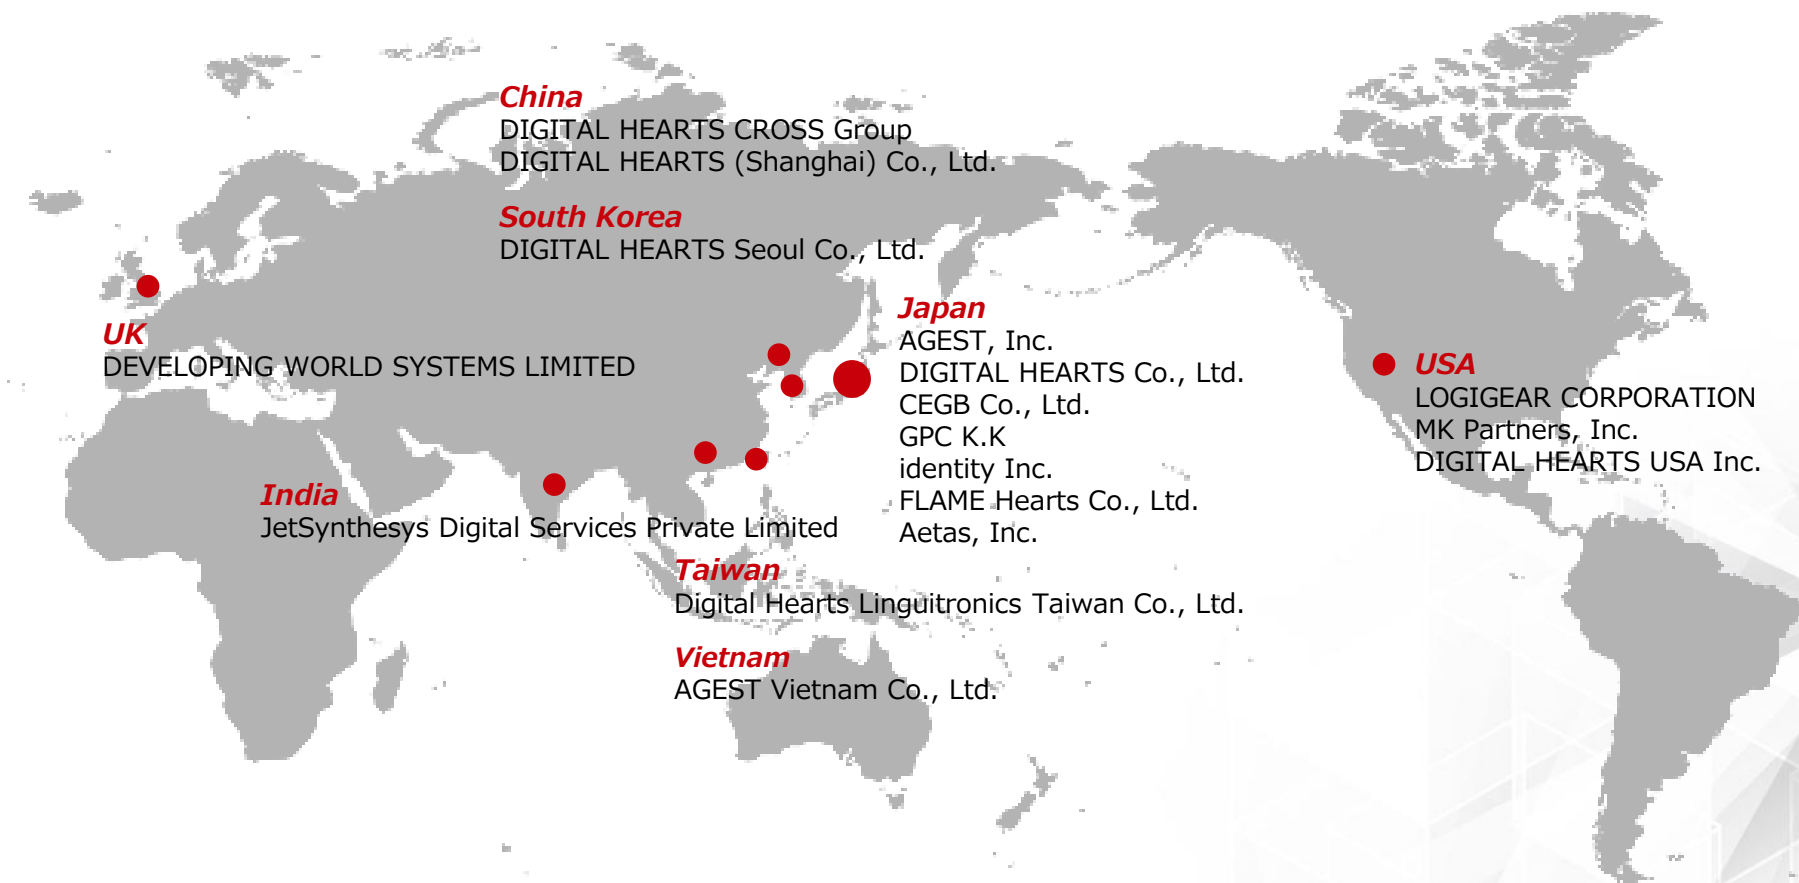 China
DIGITAL HEARTS CROSS Group
DIGITAL HEARTS (Shanghai) Co., Ltd.
South Korea
DIGITAL HEARTS Seoul Co., Ltd.
UK
DEVELOPING WORLD SYSTEMS LIMITED
Japan
AGEST, Inc.
DIGITAL HEARTS Co., Ltd.
CEGB Co., Ltd.
GPC K.K
identity Inc.
FLAME Hearts Co., Ltd.
Aetas, Inc.
USA
LOGIGEAR CORPORATION
MK Partners, Inc.
DIGITAL HEARTS USA Inc.
India
JetSynthesys Digital Services Private Limited
Taiwan
Digital Hearts Linguitronics Taiwan Co., Ltd.
Vietnam
AGEST Vietnam Co., Ltd.